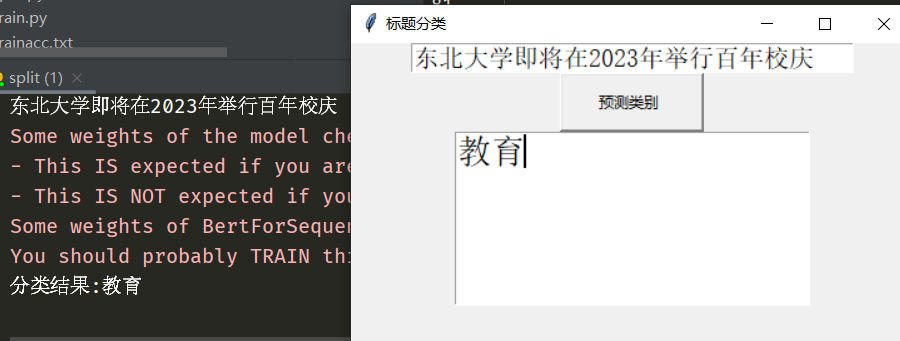 rain.py
rainacc.txt
split (1)
东北大学即将在2023年举行百年校庆
Some weights of the model che
- This IS expected if you are
- This IS NOT expected if you
Some weights of BertForSequen
You should probably TRAIN thi
分类结果:教育
标题分类
东北大学即将在2023年举行百年校庆
预测类别
教育